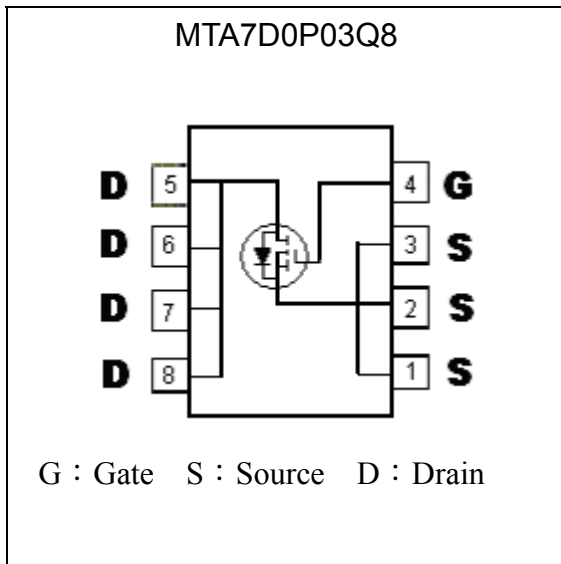 MTA7D0P03Q8
D 5 4 G
D 6 3 S
D 7 2 S
D 8 1 S
G：Gate S：Source D：Drain